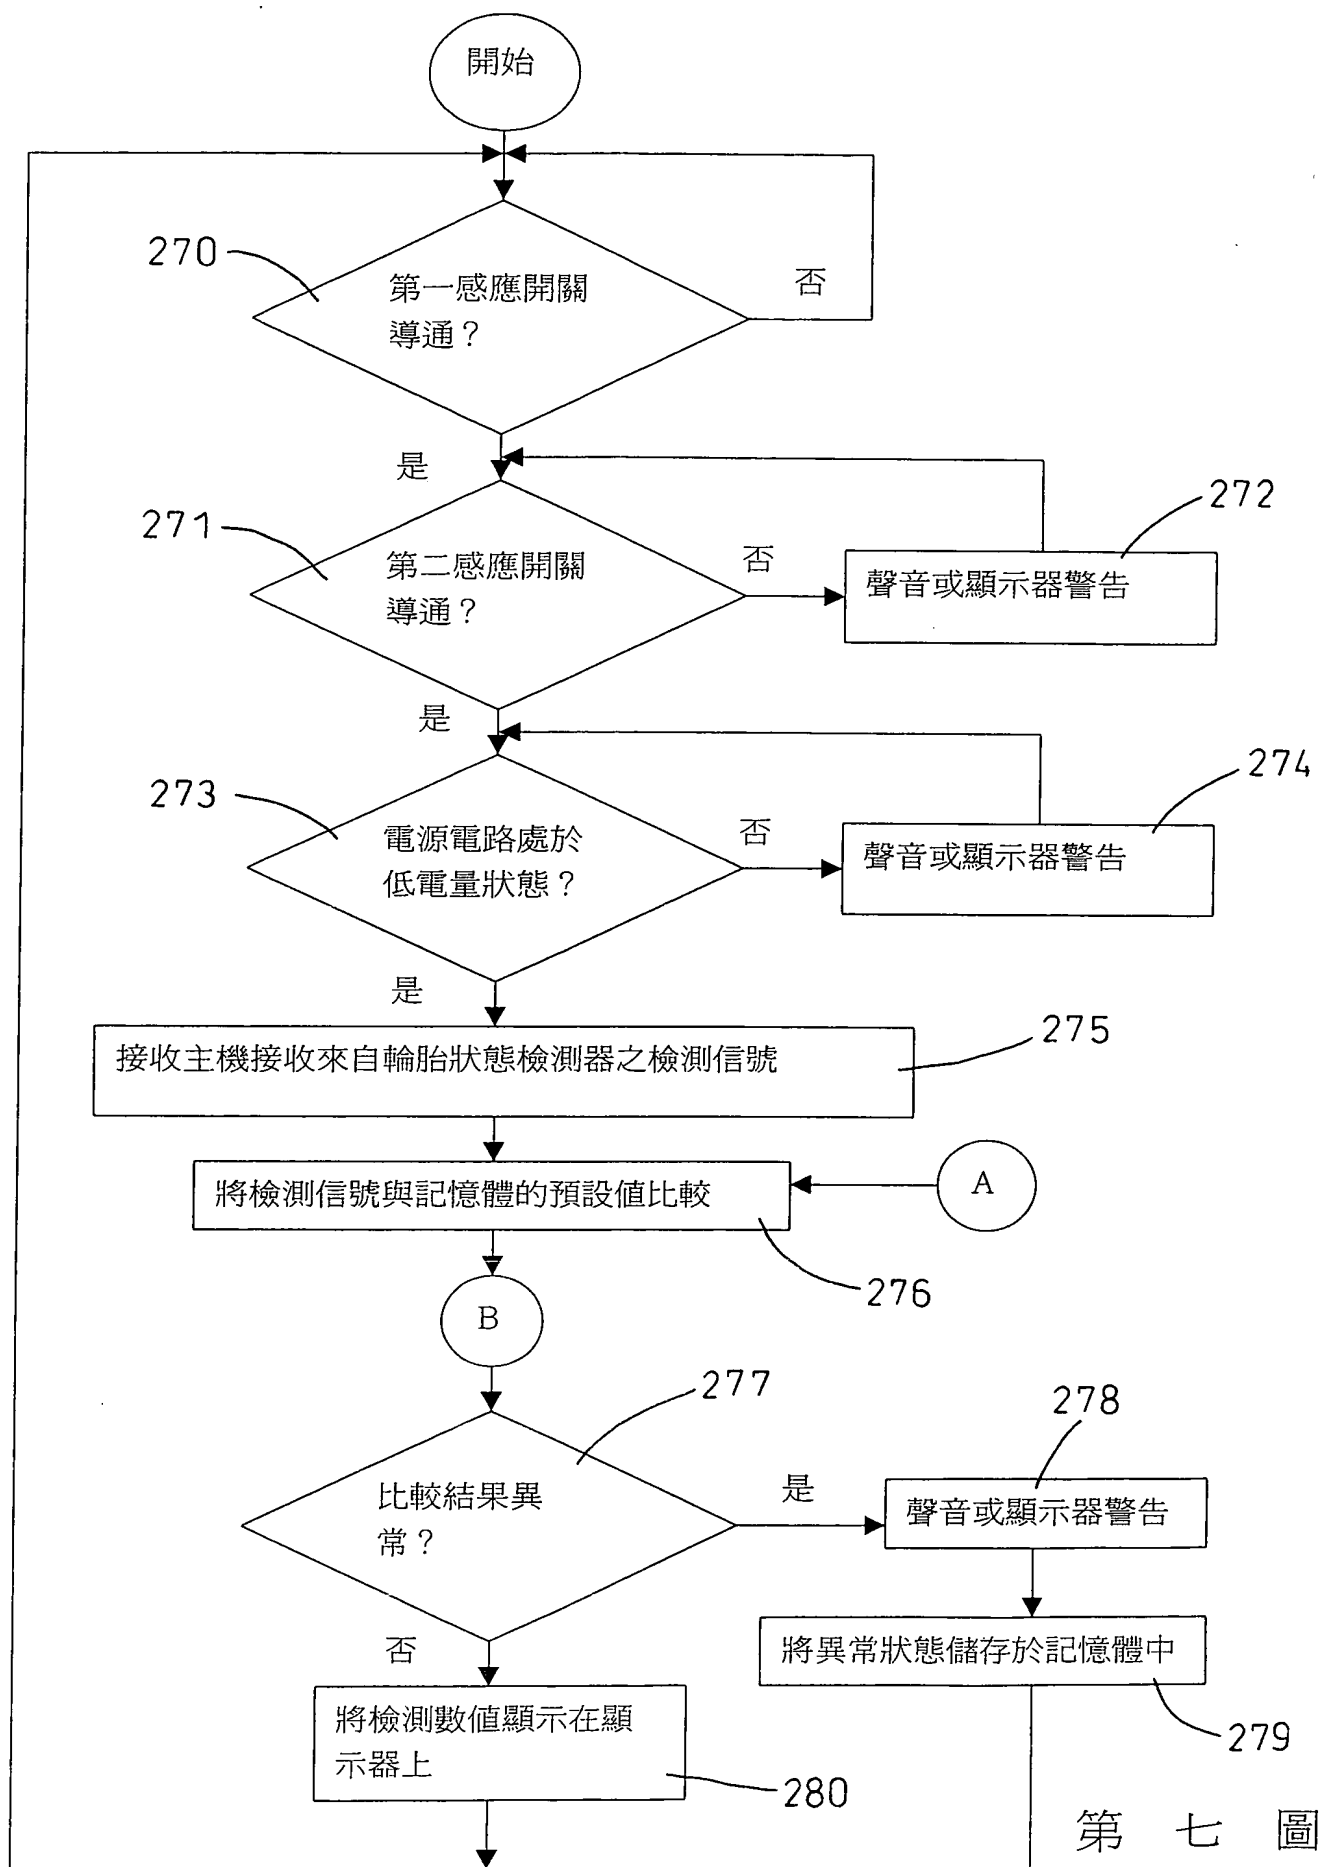 開始
270
第一感應開關
導通？
否
是
271
第二感應開關
導通？
否
272
聲音或顯示器警告
是
273
電源電路處於
低電量狀態？
否
274
聲音或顯示器警告
是
275
接收主機接收來自輪胎狀態檢測器之檢測信號
將檢測信號與記憶體的預設值比較
A
276
B
277
比較結果異
常？
是
278
聲音或顯示器警告
否
將異常狀態儲存於記憶體中
279
將檢測數值顯示在顯
示器上
280
第七圖